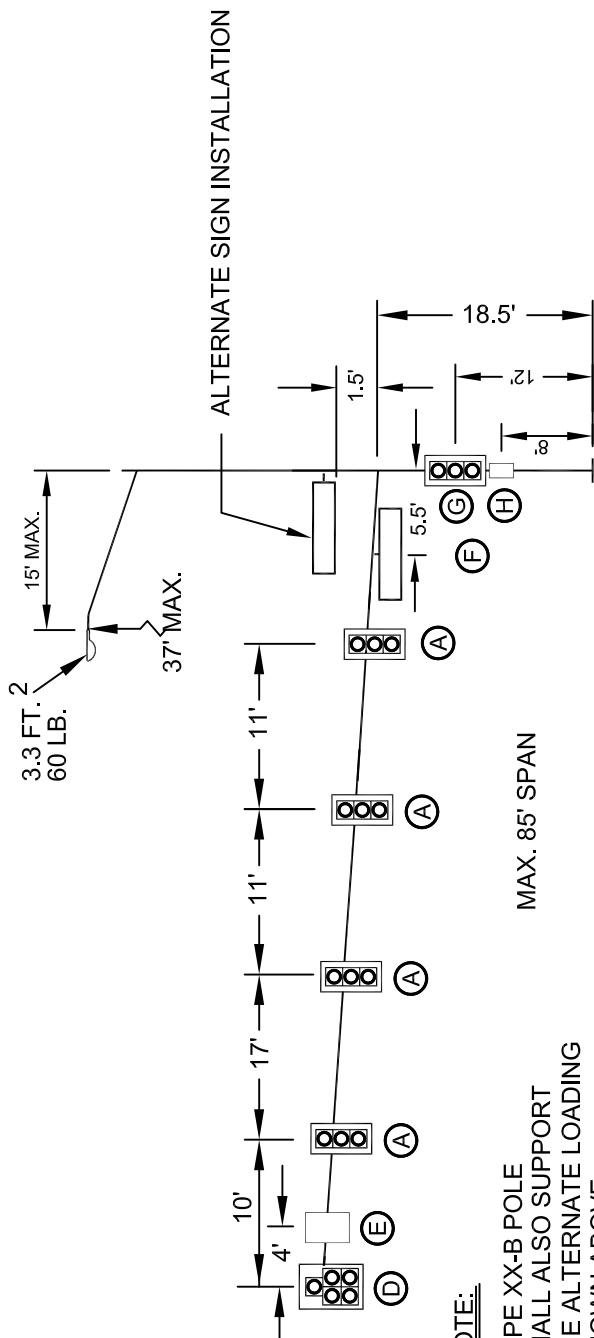 3.3 FT. 2
60 LB.
15' MAX.
37' MAX.
ALTERNATE SIGN INSTALLATION
1.5'
18.5'
12'
8'
5.5'
G
H
F
11'
11'
17'
10'
4'
A
A
A
A
E
D
MAX. 85' SPAN
OTE:
PE XX-B POLE
ALL ALSO SUPPORT
E ALTERNATE LOADING
OWN ABOVE